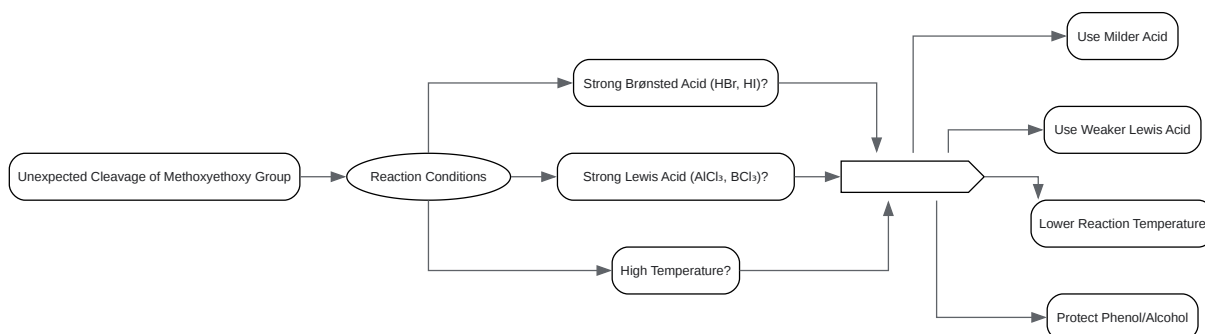 Unexpected Cleavage of Methoxyethoxy Group
Reaction Conditions
Strong Brønsted Acid (HBr, HI)?
Strong Lewis Acid (AlCl₃, BCl₃)?
High Temperature?
Use Milder Acid
Use Weaker Lewis Acid
Lower Reaction Temperature
Protect Phenol/Alcohol